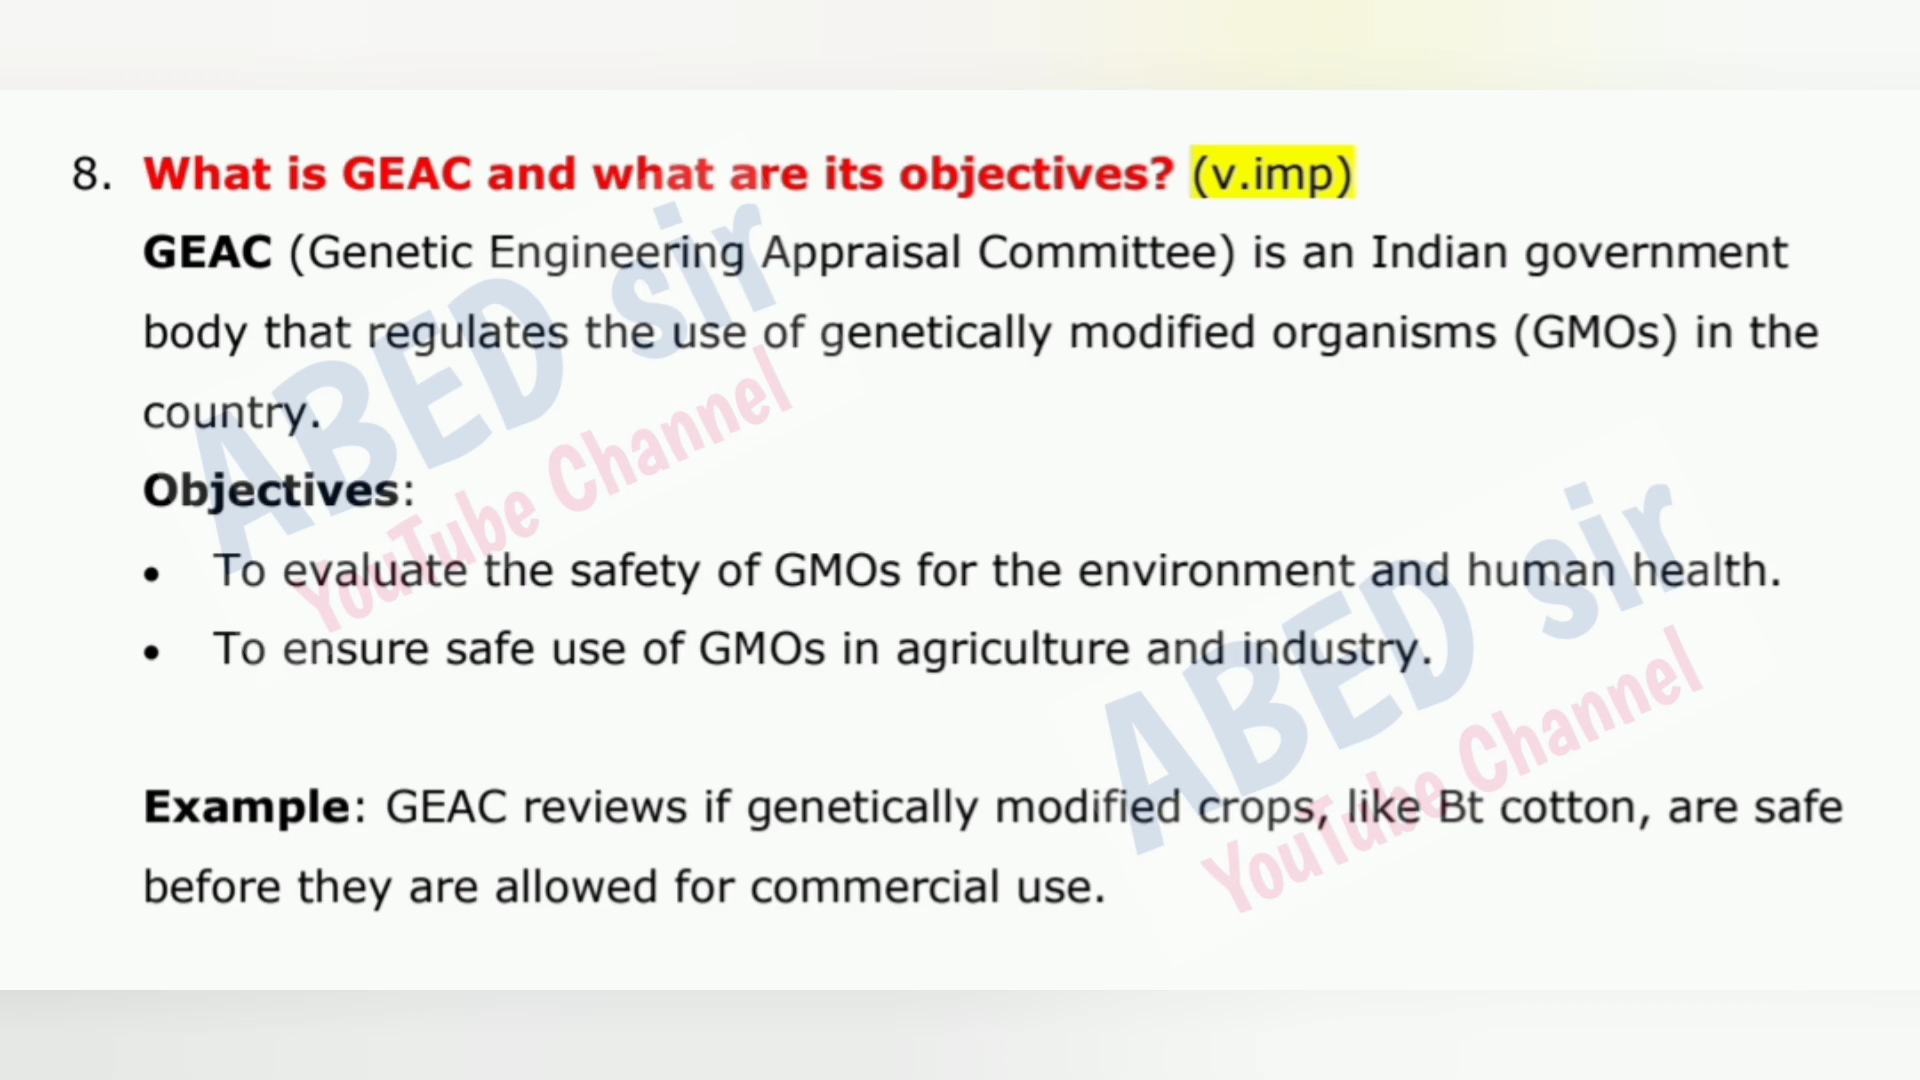 8. What is GEAC and what are its objectives? (v.imp)
GEAC (Genetic Engineering Appraisal Committee) is an Indian government
body that regulates the use of genetically modified organisms (GMOs) in the
country.
Objectives:
• To evaluate the safety of GMOs for the environment and human health.
• To ensure safe use of GMOs in agriculture and industry.
Example: GEAC reviews if genetically modified crops, like Bt cotton, are safe
before they are allowed for commercial use.
ABED sir
YouTube Channel
ABED sir
YouTube Channel